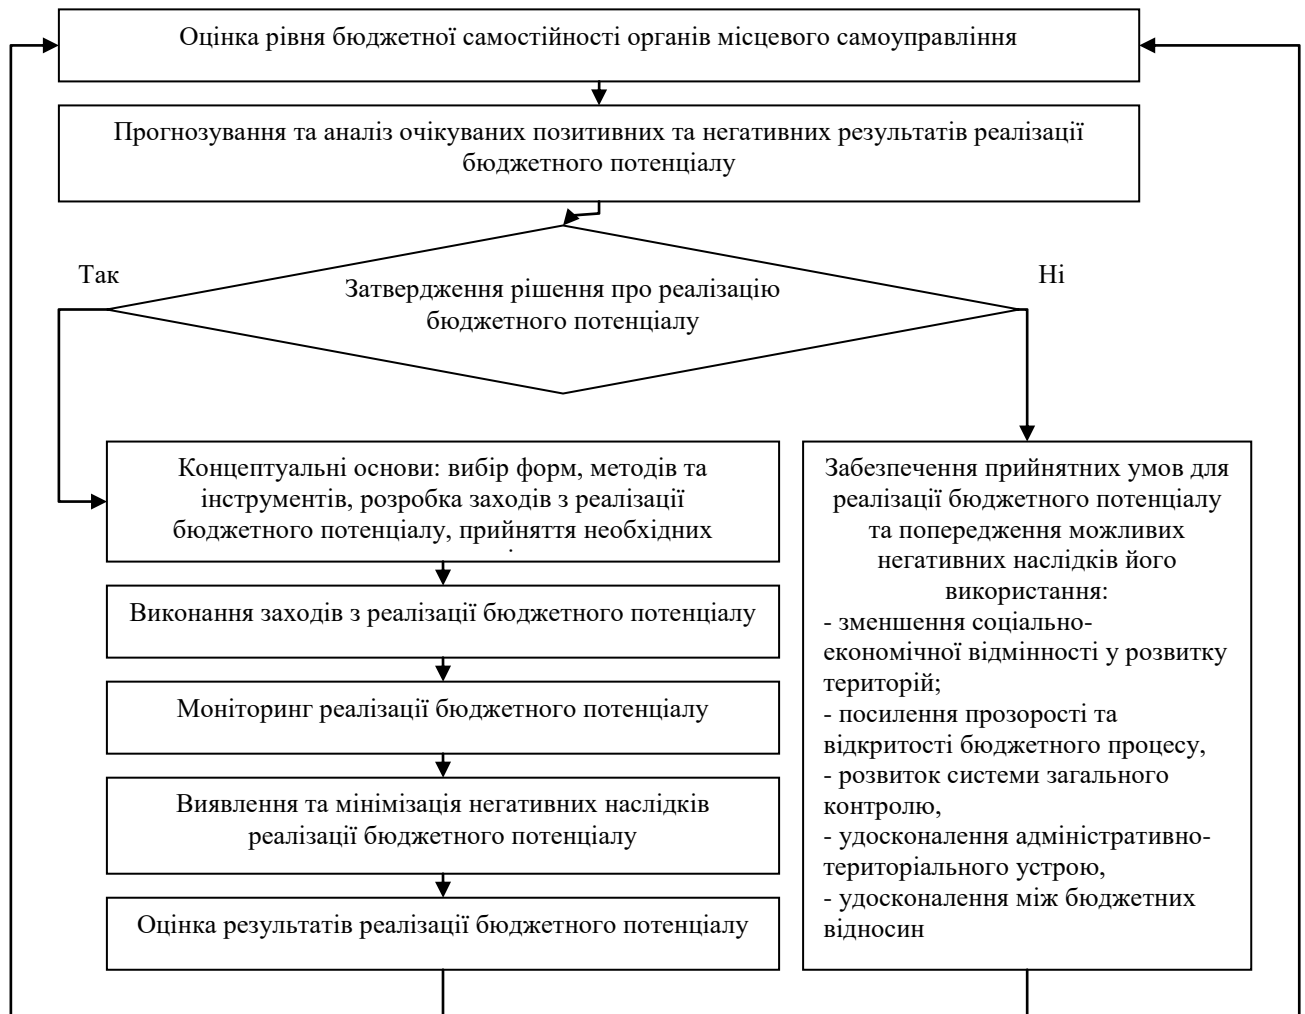 Оцінка рівня бюджетної самостійності органів місцевого самоуправління
Прогнозування та аналіз очікуваних позитивних та негативних результатів реалізації
бюджетного потенціалу
Так
Ні
Затвердження рішення про реалізацію
бюджетного потенціалу
Концептуальні основи: вибір форм, методів та
інструментів, розробка заходів з реалізації
бюджетного потенціалу, прийняття необхідних
Виконання заходів з реалізації бюджетного потенціалу
Моніторинг реалізації бюджетного потенціалу
Виявлення та мінімізація негативних наслідків
реалізації бюджетного потенціалу
Оцінка результатів реалізації бюджетного потенціалу
Забезпечення прийнятних умов для
реалізації бюджетного потенціалу
та попередження можливих
негативних наслідків його
використання:
- зменшення соціально-
економічної відмінності у розвитку
територій;
- посилення прозорості та
відкритості бюджетного процесу,
- розвиток системи загального
контролю,
- удосконалення адміністративно-
територіального устрою,
- удосконалення між бюджетних
відносин